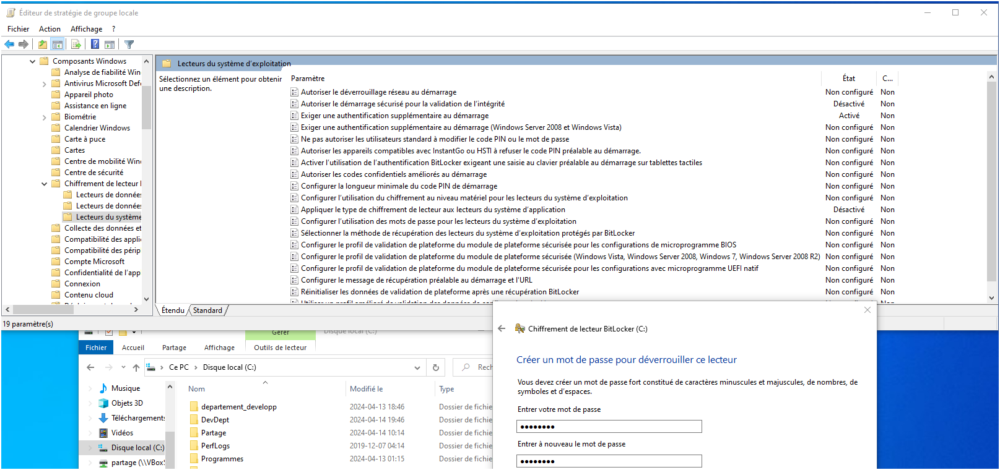 Éditeur de stratégie de groupe locale
Fichier Action Affichage ?
Composants Windows
Analyse de fiabilité Win
Antivirus Microsoft Def
Appareil photo
Assistance en ligne
Biométrie
Calendrier Windows
Carte à puce
Cartes
Centre de mobilité Win
Centre de sécurité
Chiffrement de lecteur
Lecteurs de données
Lecteurs de données
Lecteurs du système
Collecte des données et
Compatibilité des appli
Compatibilité des périp
Compte Microsoft
Confidentialité de l'app
Connexion
Contenu cloud
Lecteurs du système d'exploitation
Sélectionnez un élément pour obtenir
une description.
Paramètre État C...
Autoriser le déverrouillage réseau au démarrage Non configuré Non
Autoriser le démarrage sécurisé pour la validation de l'intégrité Désactivé Non
Exiger une authentification supplémentaire au démarrage Activé Non
Exiger une authentification supplémentaire au démarrage (Windows Server 2008 et Windows Vista) Non configuré Non
Ne pas autoriser les utilisateurs standard à modifier le code PIN ou le mot de passe Non configuré Non
Autoriser les appareils compatibles avec InstantGo ou HSTI à refuser le code PIN préalable au démarrage. Non configuré Non
Activer l'utilisation de l'authentification BitLocker exigeant une saisie au clavier préalable au démarrage sur tablettes tactiles Non configuré Non
Autoriser les codes confidentiels améliorés au démarrage Non configuré Non
Configurer la longueur minimale du code PIN de démarrage Non configuré Non
Configurer l'utilisation du chiffrement au niveau matériel pour les lecteurs du système d'exploitation Non configuré Non
Appliquer le type de chiffrement de lecteur aux lecteurs du système d'application Désactivé Non
Configurer l'utilisation des mots de passe pour les lecteurs du système d'exploitation Non configuré Non
Sélectionner la méthode de récupération des lecteurs du système d'exploitation protégés par BitLocker Non configuré Non
Configurer le profil de validation de plateforme du module de plateforme sécurisée pour les configurations de microprogramme BIOS Non configuré Non
Configurer le profil de validation de plateforme du module de plateforme sécurisée (Windows Vista, Windows Server 2008, Windows 7, Windows Server 2008 R2) Non configuré Non
Configurer le profil de validation de plateforme du module de plateforme sécurisée pour les configurations avec microprogramme UEFI natif Non configuré Non
Configurer le message de récupération préalable au démarrage et l'URL Non configuré Non
Réinitialiser les données de validation de plateforme après une récupération BitLocker Non configuré Non
Étendu Standard
19 paramètre(s)
Gérer Disque local (C:)
Fichier Accueil Partage Affichage Outils de lecteur
Ce PC Disque local (C:) Rech
Musique
Objets 3D
Téléchargements
Vidéos
Disque local (C:)
partage (\\VBox
Nom Modifié le Type
departement_developp 2024-04-13 18:46 Dossier de fichie
DevDept 2024-04-14 19:46 Dossier de fichie
Partage 2024-04-14 10:14 Dossier de fichie
PerfLogs 2019-12-07 04:14 Dossier de fichie
Programmes 2024-04-13 01:15 Dossier de fichie
Chiffrement de lecteur BitLocker (C:)
Créer un mot de passe pour déverrouiller ce lecteur
Vous devez créer un mot de passe fort constitué de caractères minuscules et majuscules, de nombres, de
symboles et d'espaces.
Entrer votre mot de passe
●●●●●●●●
Entrer à nouveau le mot de passe
●●●●●●●●